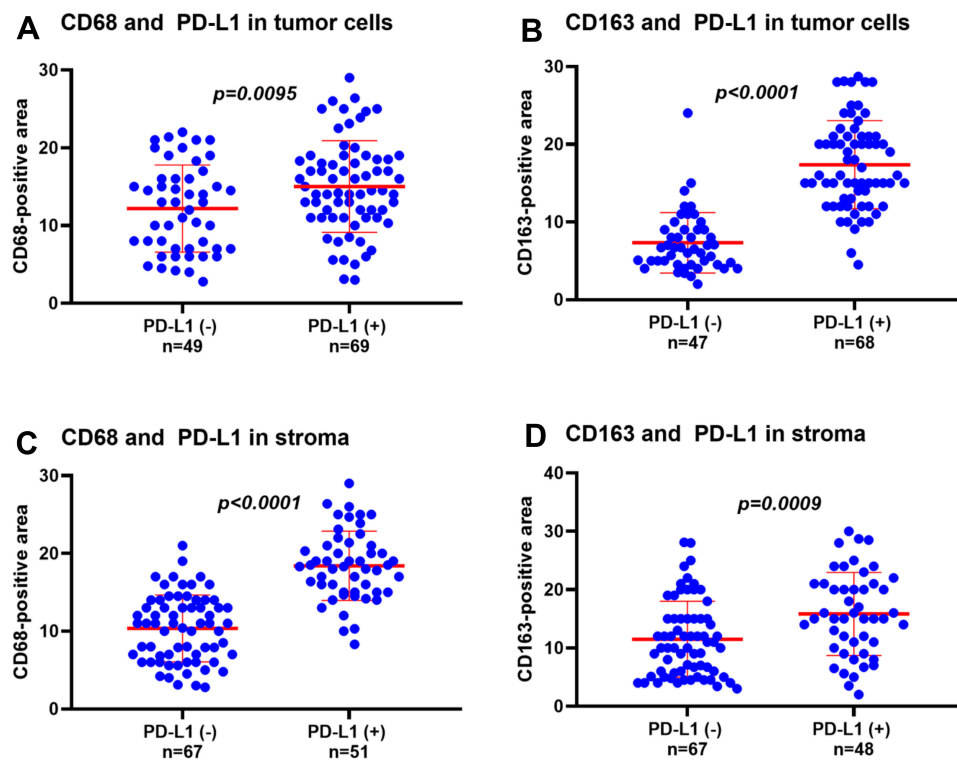 A CD68 and PD-L1 in tumor cells
CD68-positive area
30
20
10
0
p=0.0095
PD-L1 (-)
n=49
PD-L1 (+)
n=69
B CD163 and PD-L1 in tumor cells
CD163-positive area
30
20
10
0
p<0.0001
PD-L1 (-)
n=47
PD-L1 (+)
n=68
C CD68 and PD-L1 in stroma
CD68-positive area
30
20
10
0
p<0.0001
PD-L1 (-)
n=67
PD-L1 (+)
n=51
D CD163 and PD-L1 in stroma
CD163-positive area
40
30
20
10
0
p=0.0009
PD-L1 (-)
n=67
PD-L1 (+)
n=48